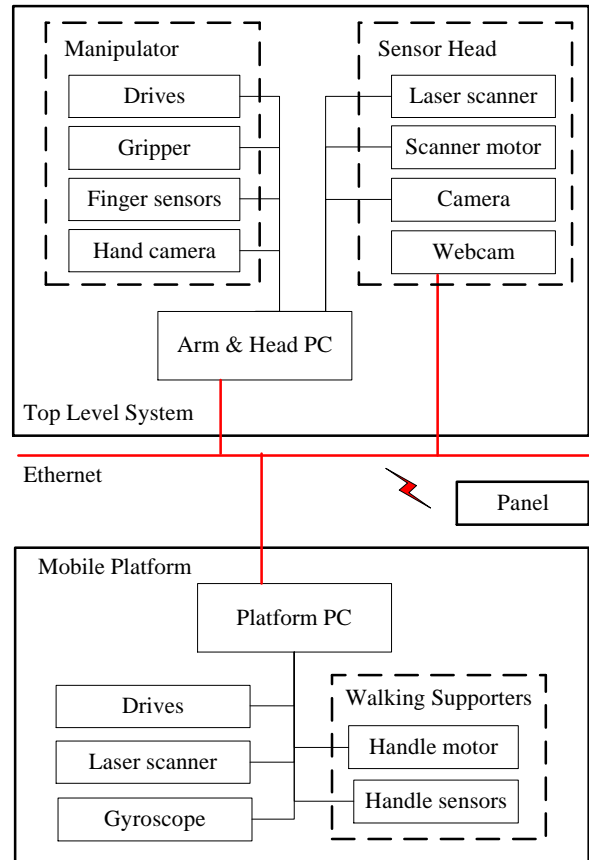 Manipulator
Drives
Gripper
Finger sensors
Hand camera
Sensor Head
Laser scanner
Scanner motor
Camera
Webcam
Arm & Head PC
Top Level System
Ethernet
Panel
Mobile Platform
Platform PC
Drives
Laser scanner
Gyroscope
Walking Supporters
Handle motor
Handle sensors